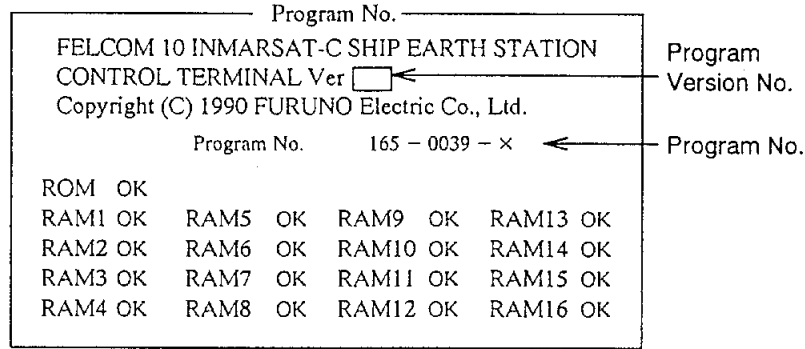 Program No.
FELCOM 10 INMARSAT-C SHIP EARTH STATION
CONTROL TERMINAL Ver
Copyright (C) 1990 FURUNO Electric Co., Ltd.
Program No. 165 − 0039 − ×
ROM OK
RAM1 OK RAM5 OK RAM9 OK RAM13 OK
RAM2 OK RAM6 OK RAM10 OK RAM14 OK
RAM3 OK RAM7 OK RAM11 OK RAM15 OK
RAM4 OK RAM8 OK RAM12 OK RAM16 OK
Program
Version No.
Program No.